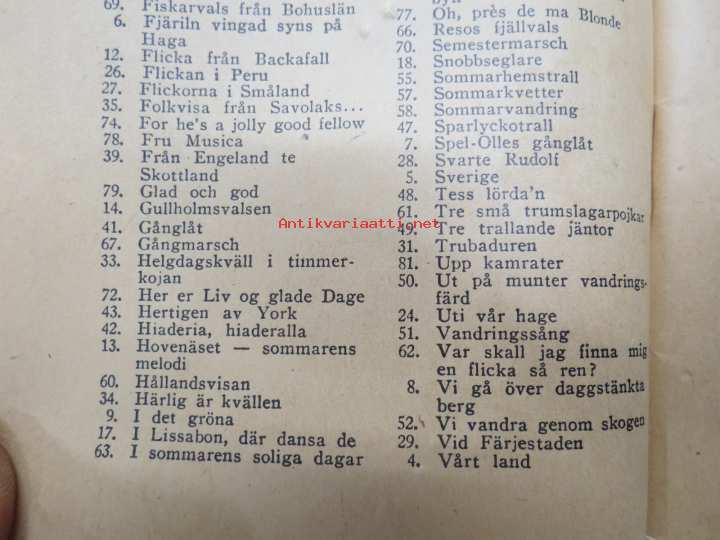 69. Fiskarvals från Bohuslän
6. Fjäriln vingad syns på
Haga
12. Flicka från Backafall
26. Flickan i Peru
27. Flickorna i Småland
35. Folkvisa från Savolaks...
74. For he's a jolly good fellow
78. Fru Musica
39. Från Engeland te
Skottland
79. Glad och god
14. Gullholmsvalsen
41. Gånglåt
67. Gångmarsch
33. Helgdagskväll i timmer-
kojan
72. Her er Liv og glade Dage
43. Hertigen av York
42. Hiaderia, hiaderalla
13. Hovenäset — sommarens
melodi
60. Hållandsvisan
34. Härlig är kvällen
9. I det gröna
17. I Lissabon, där dansa de
63. I sommarens soliga dagar
77. Oh, près de ma Blonde
66. Resos fjällvals
70. Semestermarsch
18. Snobbseglare
55. Sommarhemstrall
57. Sommarkvetter
58. Sommarvandring
47. Sparlyckotrall
7. Spel-Olles gånglåt
28. Svarte Rudolf
5. Sverige
48. Tess lörda'n
61. Tre små trumslagarpojkar
49. Tre trallande jäntor
31. Trubaduren
81. Upp kamrater
50. Ut på munter vandrings-
färd
24. Uti vår hage
51. Vandringssång
62. Var skall jag finna mig
en flicka så ren?
8. Vi gå över daggstänkta
berg
52. Vi vandra genom skogen
29. Vid Färjestaden
4. Vårt land
Antikvariaatti.net